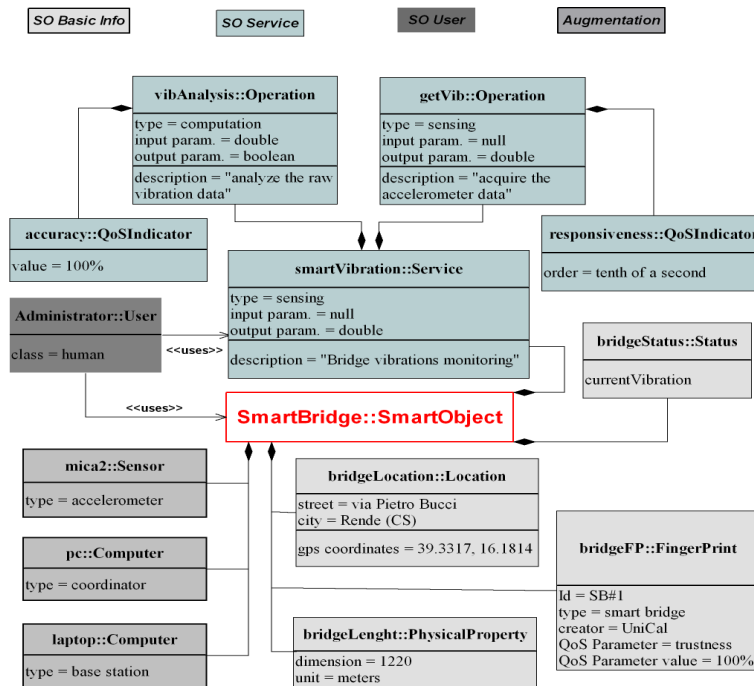 SO Basic Info
SO Service
SO User
Augmentation
vibAnalysis::Operation
type = computation
input param. = double
output param. = boolean
description = "analyze the raw
vibration data"
getVib::Operation
type = sensing
input param. = null
output param. = double
description = "acquire the
accelerometer data"
accuracy::QoSIndicator
value = 100%
smartVibration::Service
type = sensing
input param. = null
output param. = double
description = "Bridge vibrations monitoring"
responsiveness::QoSIndicator
order = tenth of a second
Administrator::User
class = human
<<uses>>
<<uses>>
bridgeStatus::Status
currentVibration
SmartBridge::SmartObject
mica2::Sensor
type = accelerometer
bridgeLocation::Location
street = via Pietro Bucci
city = Rende (CS)
gps coordinates = 39.3317, 16.1814
pc::Computer
type = coordinator
bridgeFP::FingerPrint
Id = SB#1
type = smart bridge
creator = UniCal
QoS Parameter = trustness
QoS Parameter value = 100%
laptop::Computer
type = base station
bridgeLenght::PhysicalProperty
dimension = 1220
unit = meters